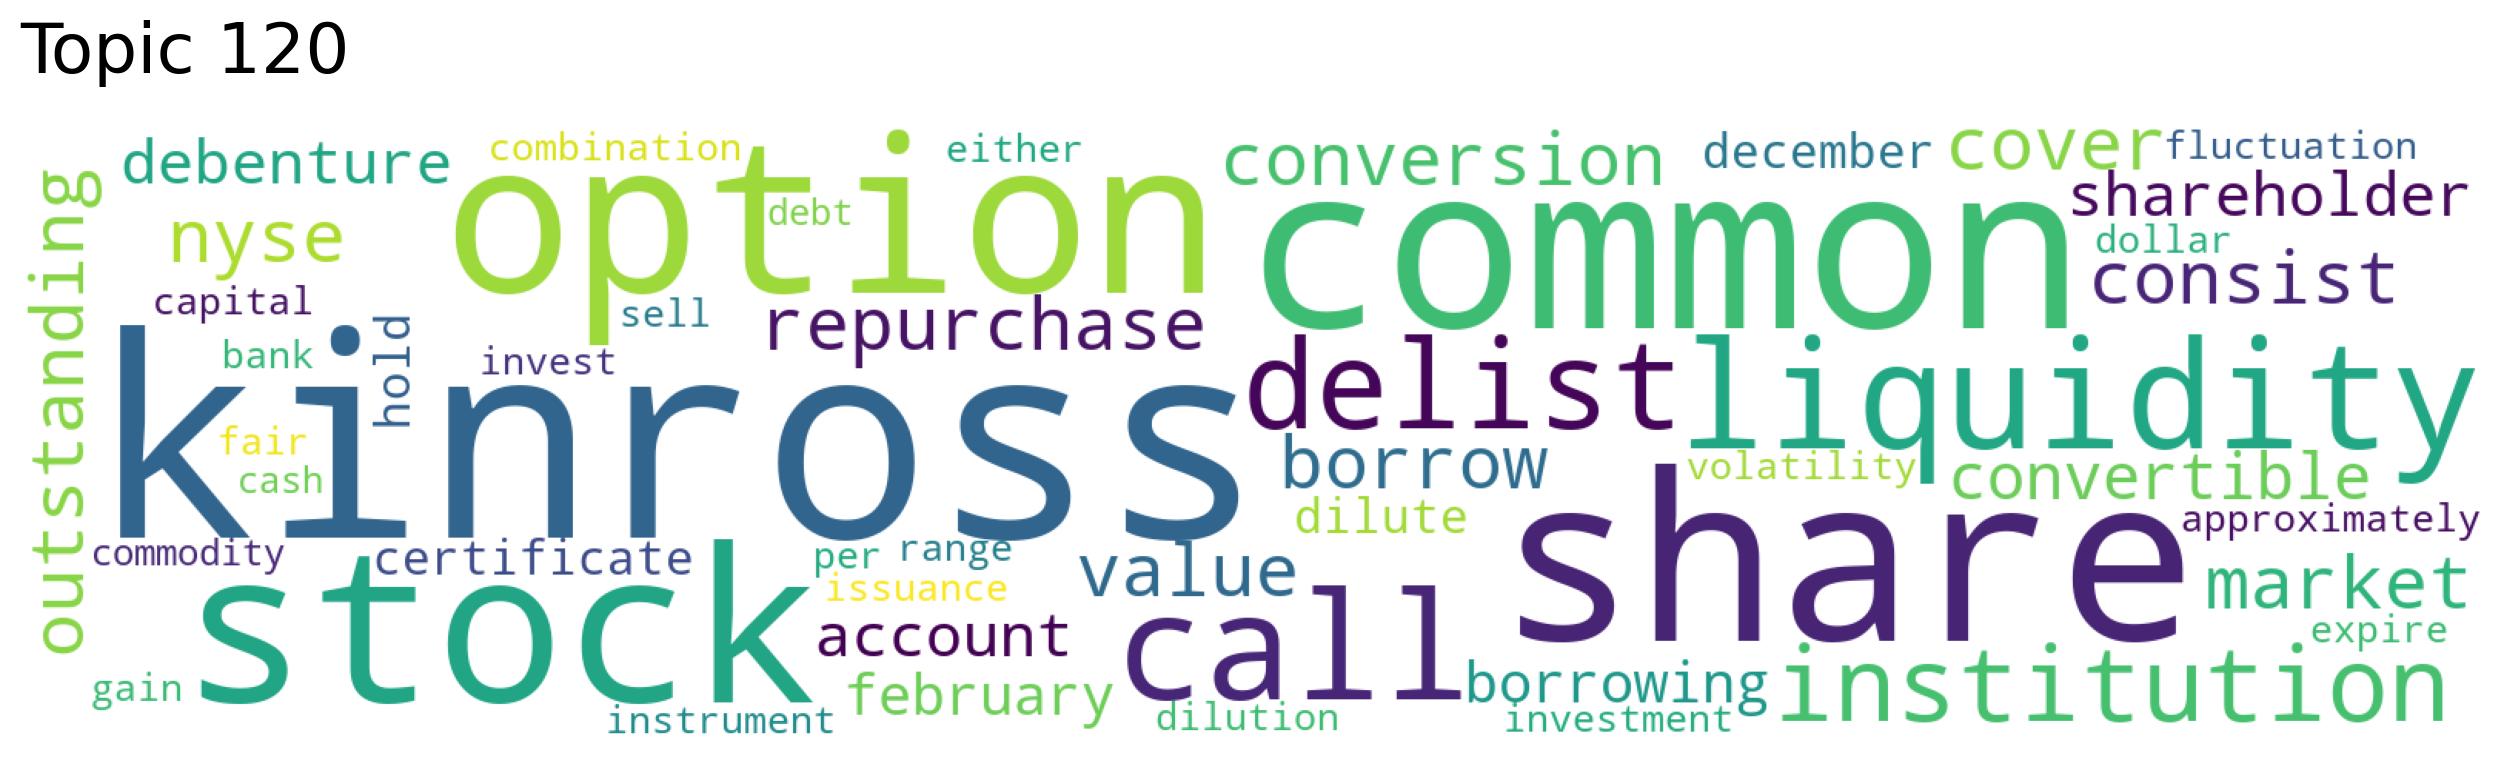 Topic 120
debenture
combination
either
conversion
december
cover
fluctuation
outstanding
nyse
option
debt
common
shareholder
dollar
consist
capital
sell
repurchase
bank
hold
invest
kinross
delist
liquidity
fair
cash
borrow
volatility
convertible
dilute
share
approximately
commodity
certificate
per
range
value
market
stock
issuance
call
account
expire
gain
february
borrowing
institution
instrument
dilution
investment